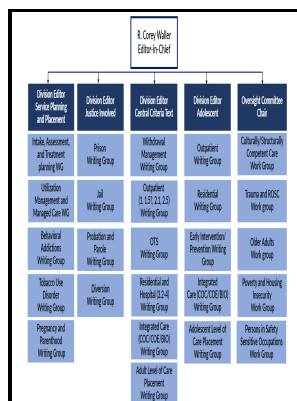 R. Corey Waller
Editor-in-Chief
Division Editor
Service Planning
and Placement
Division Editor
Justice Involved
Division Editor
Central Criteria Text
Division Editor
Adolescent
Oversight Committee
Chair
Intake, Assessment,
and Treatment
planning WG
Utilization
Management and
Managed Care WG
Behavioral
Addictions
Writing Group
Tobacco Use
Disorder
Writing Group
Pregnancy and
Parenthood
Writing Group
Prison
Writing Group
Jail
Writing Group
Probation and
Parole
Writing Group
Diversion
Writing Group
Withdrawal
Management
Writing Group
Outpatient
(1, 1.5?, 2.1, 2.5)
Writing Group
OTS
Writing Group
Residential and
Hospital (3.2-4)
Writing Group
Integrated Care
(COC/COE/BIO)
Writing Group
Adult Level of Care
Placement
Writing Group
Outpatient
Writing Group
Residential
Writing Group
Early Intervention/
Prevention Writing
Group
Integrated
Care (COC/COE/BIO)
Writing Group
Adolescent Level of
Care Placement
Writing Group
Culturally/Structurally
Competent Care
Work Group
Trauma and ROSC
Work group
Older Adults
Work group
Poverty and Housing
Insecurity
Work Group
Persons in Safety
Sensitive Occupations
Work Group